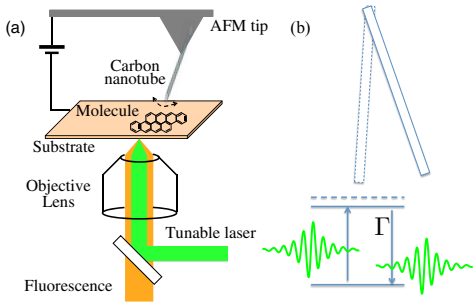 (a)
AFM tip
Carbon
nanotube
Molecule
Substrate
Objective
Lens
Tunable laser
Fluorescence
(b)
Γ